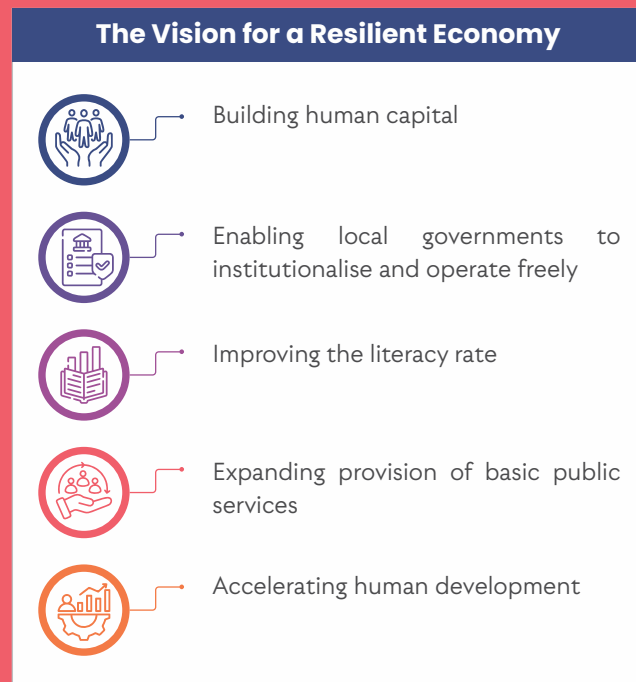 The Vision for a Resilient Economy
Building human capital
Enabling local governments to
institutionalise and operate freely
Improving the literacy rate
Expanding provision of basic public
services
Accelerating human development